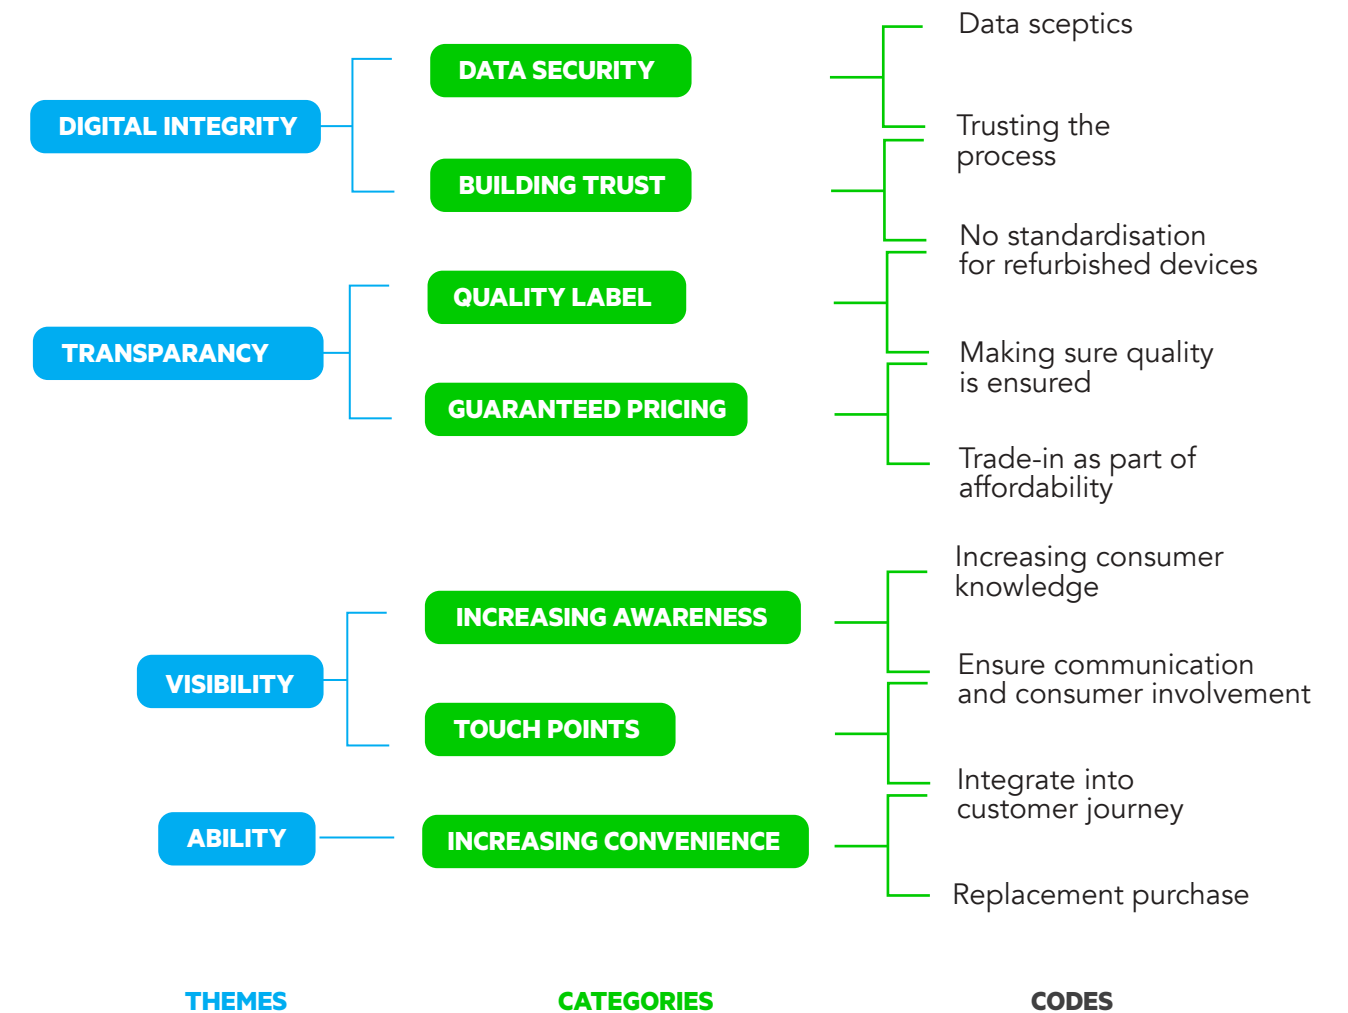 Data sceptics
DATA SECURITY
DIGITAL INTEGRITY
Trusting the
process
BUILDING TRUST
No standardisation
for refurbished devices
QUALITY LABEL
TRANSPARANCY
Making sure quality
is ensured
GUARANTEED PRICING
Trade-in as part of
affordability
Increasing consumer
knowledge
INCREASING AWARENESS
VISIBILITY
Ensure communication
and consumer involvement
TOUCH POINTS
Integrate into
customer journey
ABILITY
INCREASING CONVENIENCE
Replacement purchase
THEMES
CATEGORIES
CODES